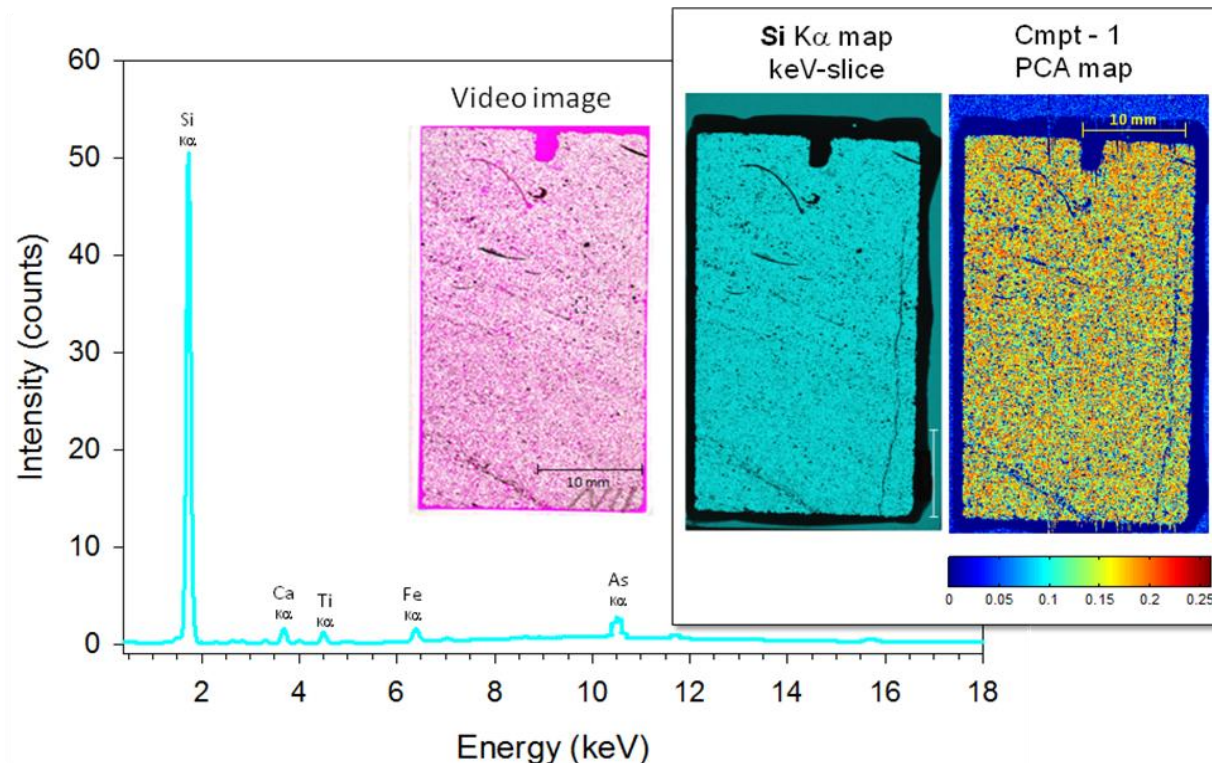 Si Kα map
keV-slice
Cmpt - 1
PCA map
Video image
10 mm
10 mm
60
50
40
30
20
10
0
Intensity (counts)
Si
Kα
Ca
Kα
Ti
Kα
Fe
Kα
As
Kα
0 0.05 0.1 0.15 0.2 0.25
2 4 6 8 10 12 14 16 18
Energy (keV)